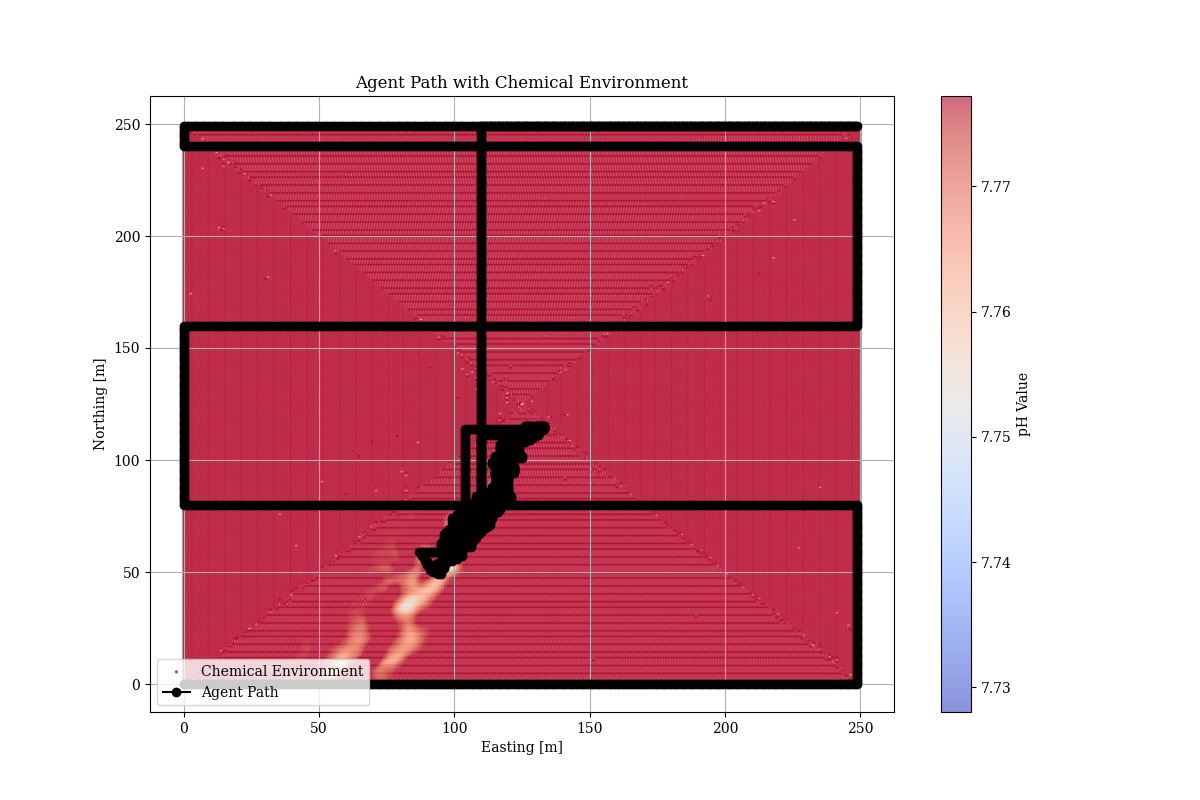 Agent Path with Chemical Environment
250
200
150
100
50
0
Northing [m]
0
50
100
150
200
250
Easting [m]
Chemical Environment
Agent Path
7.77
7.76
7.75
7.74
7.73
pH Value